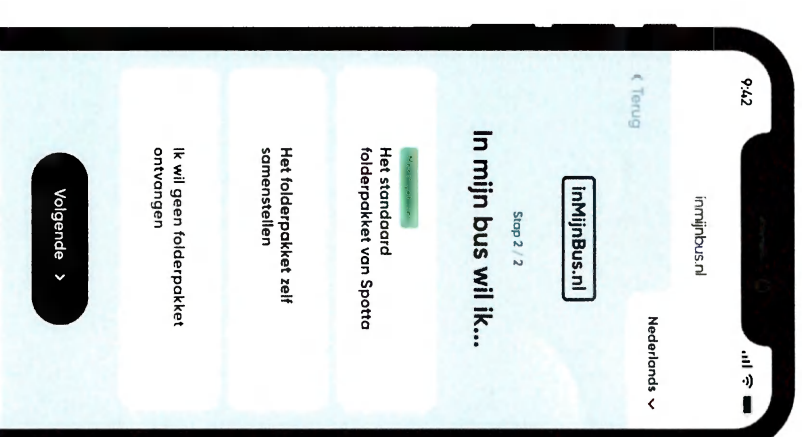 9:42
inmijnbus.nl
< Terug
Nederlands
inMijnBus.nl
Stap 2 / 2
In mijn bus wil ik...
Het standaard
folderpakket van Spotta
Het folderpakket zelf
samenstellen
Ik wil geen folderpakket
ontvangen
Volgende >